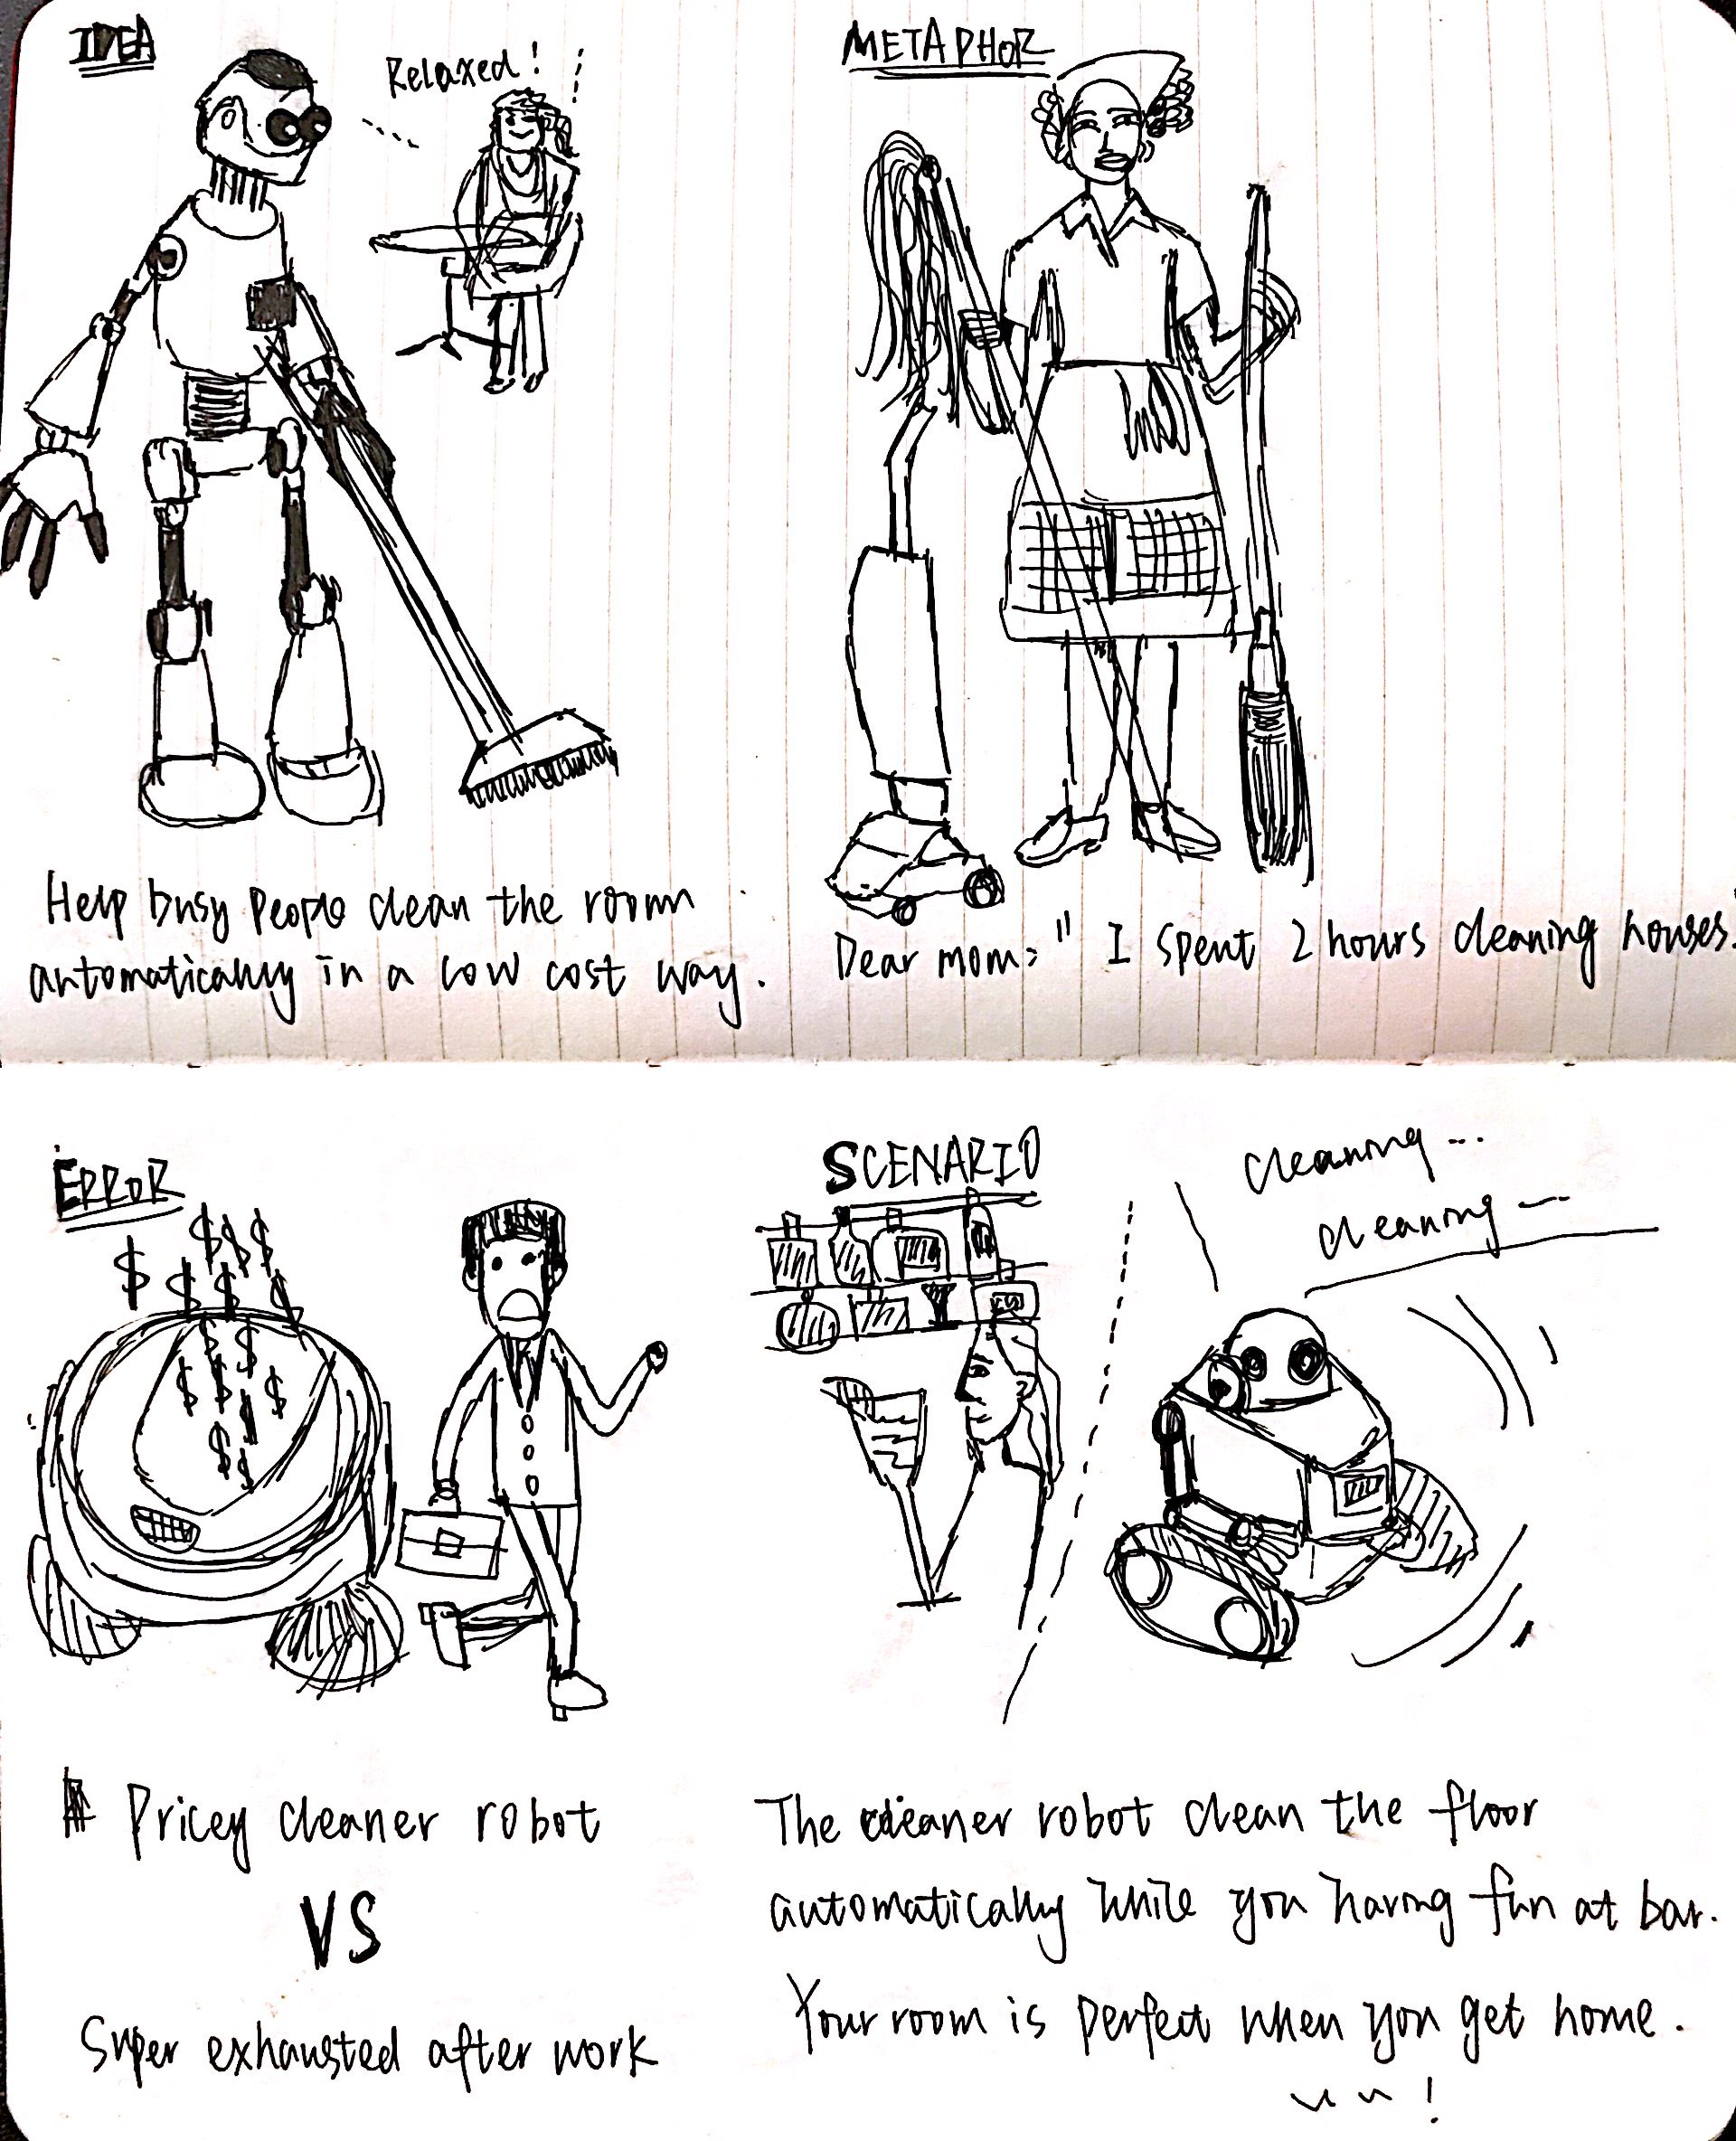 IDEA
Relaxed!
Help busy people clean the room
automatically in a low cost way.
METAPHOR
Dear mom: " I spent 2 hours cleaning houses.
ERROR
$ $ $ $
$ $ $
$ $
$ $ $ $
$
$ $
Pricey cleaner robot
VS
Super exhausted after work
SCENARIO
cleaning ...
cleaning —
The cleaner robot clean the floor
automatically while you having fun at bar.
Your room is perfect when you get home.
!